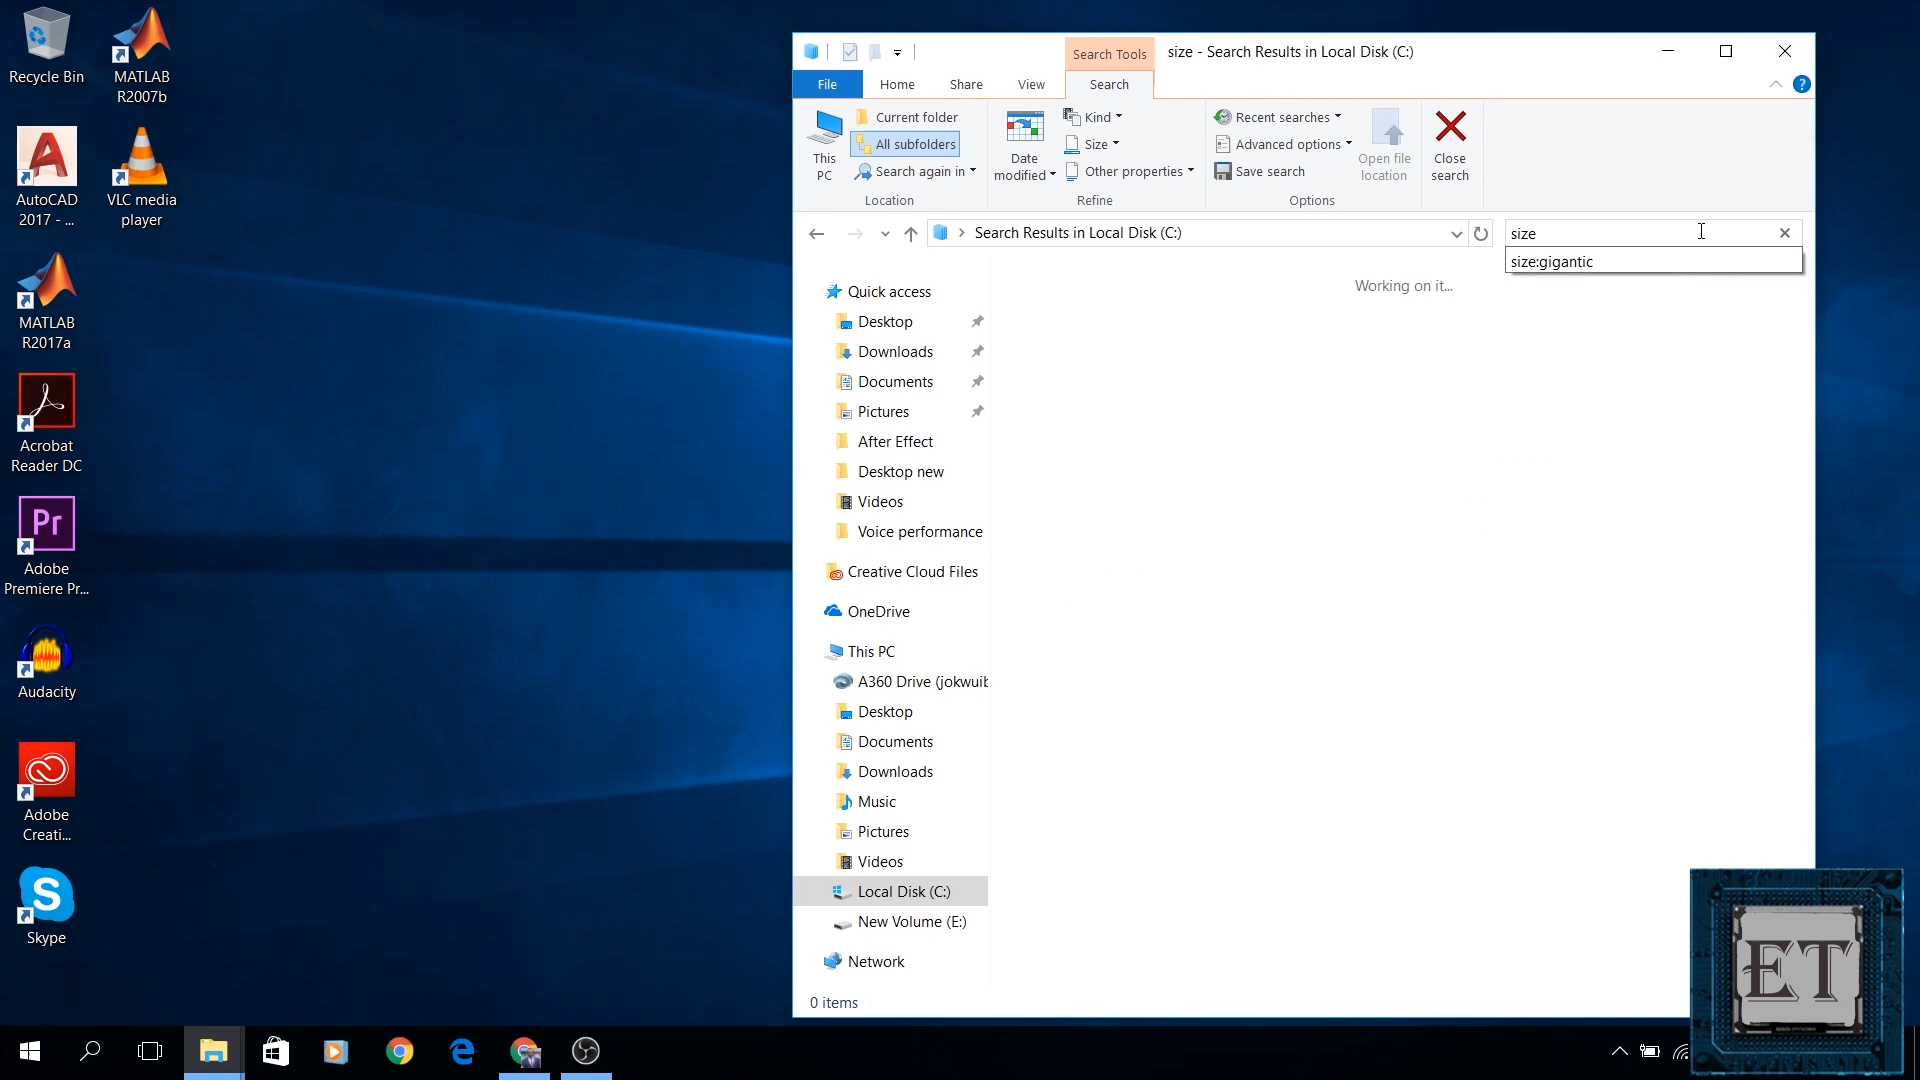 Recycle Bin
MATLAB
R2007b
AutoCAD
2017 - ...
VLC media
player
MATLAB
R2017a
Acrobat
Reader DC
Pr
Adobe
Premiere Pr...
Audacity
Adobe
Creati...
S
Skype
Search Tools
size - Search Results in Local Disk (C:)
File
Home
Share
View
Search
?
This
PC
Current folder
All subfolders
Search again in
Location
Date
modified
Kind
Size
Other properties
Refine
Recent searches
Advanced options
Save search
Options
Open file
location
Close
search
Search Results in Local Disk (C:)
size
size:gigantic
Working on it...
Quick access
Desktop
Downloads
Documents
Pictures
After Effect
Desktop new
Videos
Voice performance
Creative Cloud Files
OneDrive
This PC
A360 Drive (jokwuib
Desktop
Documents
Downloads
Music
Pictures
Videos
Local Disk (C:)
New Volume (E:)
Network
0 items
ET